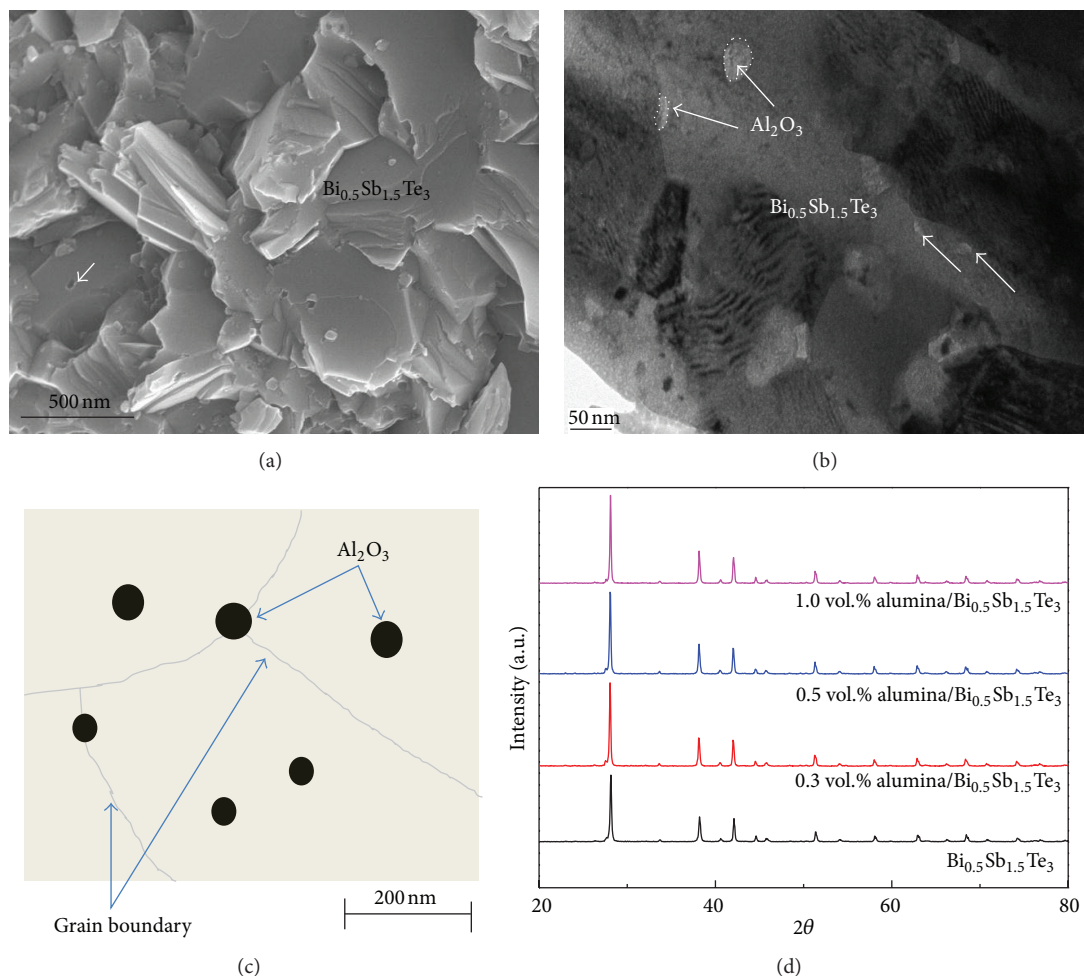 Bi0.5Sb1.5Te3
500 nm
(a)
Al2O3
Bi0.5Sb1.5Te3
50 nm
(b)
Al2O3
Grain boundary
200 nm
(c)
Intensity (a.u.)
1.0 vol.% alumina/Bi0.5Sb1.5Te3
0.5 vol.% alumina/Bi0.5Sb1.5Te3
0.3 vol.% alumina/Bi0.5Sb1.5Te3
Bi0.5Sb1.5Te3
20 40 60 80
2θ
(d)